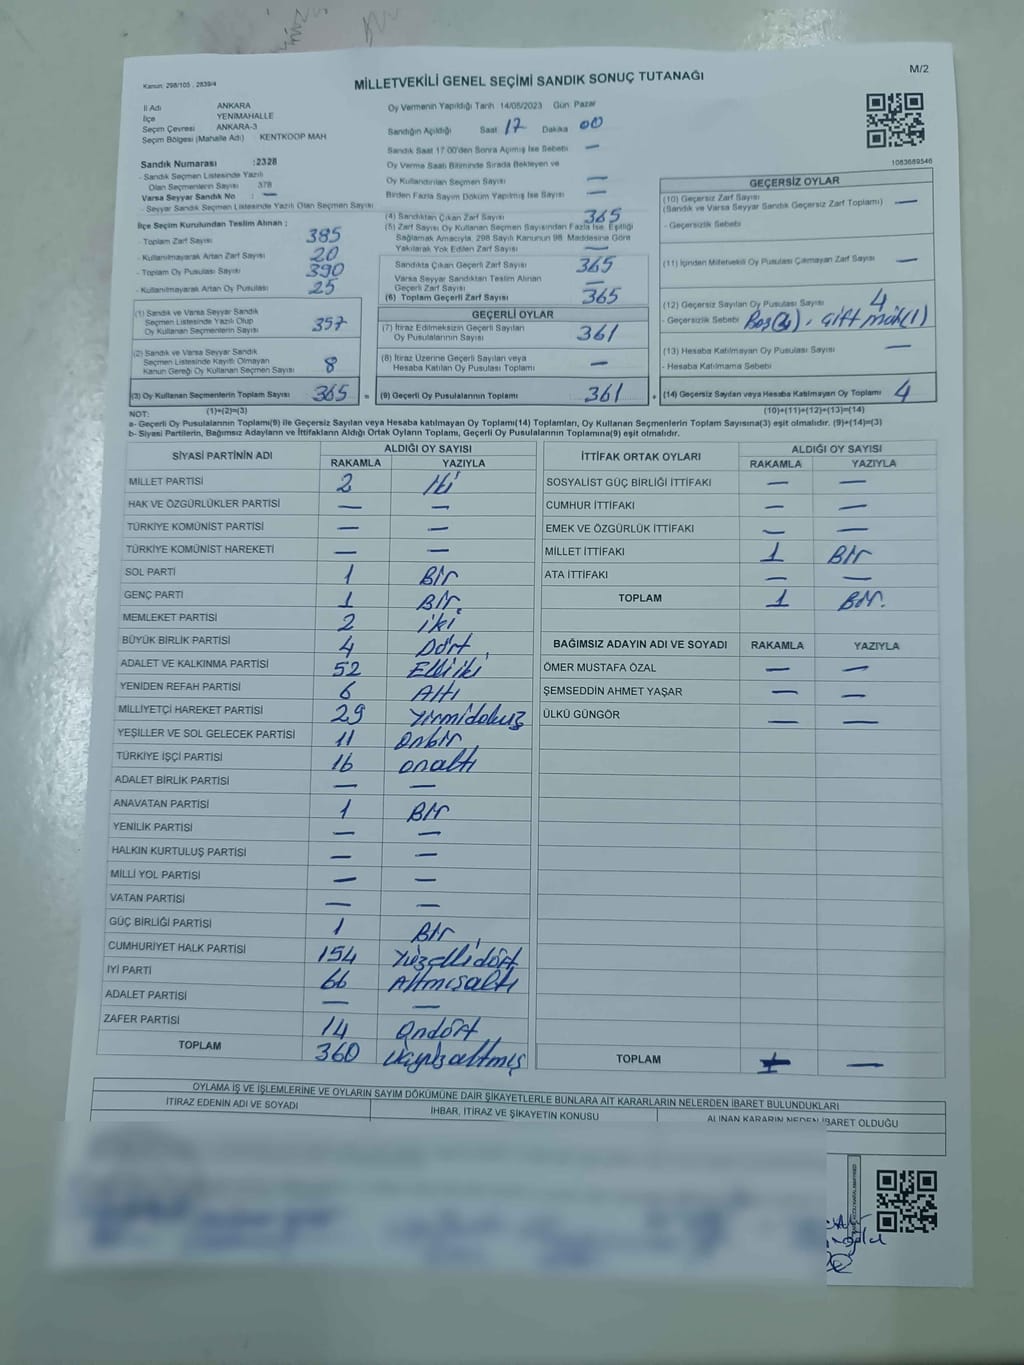 M/2
Kanun: 298/105, 2839/4
MİLLETVEKİLİ GENEL SEÇİMİ SANDIK SONUÇ TUTANAĞI
İl Adı ANKARA
İlçe YENİMAHALLE
Seçim Çevresi ANKARA-3
Seçim Bölgesi (Mahalle Adı) KENTKOOP MAH
Sandık Numarası :2328
- Sandık Seçmen Listesinde Yazılı
Olan Seçmenlerin Sayısı 378
Varsa Seyyar Sandık No : —
- Seyyar Sandık Seçmen Listesinde Yazılı Olan Seçmen Sayısı
İlçe Seçim Kurulundan Teslim Alınan ;
- Toplam Zarf Sayısı 385
- Kullanılmayarak Artan Zarf Sayısı 20
- Toplam Oy Pusulası Sayısı 390
- Kullanılmayarak Artan Oy Pusulası 25
(1) Sandık ve Varsa Seyyar Sandık
Seçmen Listesinde Yazılı Olup
Oy Kullanan Seçmenlerin Sayısı 357
(2) Sandık ve Varsa Seyyar Sandık
Seçmen Listesinde Kayıtlı Olmayan
Kanun Gereği Oy Kullanan Seçmen Sayısı 8
(3) Oy Kullanan Seçmenlerin Toplam Sayısı 365 =
(1)+(2)=(3)
Oy Vermenin Yapıldığı Tarih 14/05/2023 Gün: Pazar
Sandığın Açıldığı Saat 17 Dakika 00
Sandık Saat 17:00'den Sonra Açılmış İse Sebebi —
Oy Verme Saati Bitiminde Sırada Bekleyen ve
Oy Kullandırılan Seçmen Sayısı —
Birden Fazla Sayım Döküm Yapılmış İse Sayısı —
(4) Sandıktan Çıkan Zarf Sayısı 365
(5) Zarf Sayısı Oy Kullanan Seçmen Sayısından Fazla İse, Eşitliği
Sağlamak Amacıyla, 298 Sayılı Kanunun 98. Maddesine Göre
Yakılarak Yok Edilen Zarf Sayısı —
Sandıkta Çıkan Geçerli Zarf Sayısı 365
Varsa Seyyar Sandıktan Teslim Alınan
Geçerli Zarf Sayısı —
(6) Toplam Geçerli Zarf Sayısı 365
GEÇERLİ OYLAR
(7) İtiraz Edilmeksizin Geçerli Sayılan
Oy Pusulalarının Sayısı 361
(8) İtiraz Üzerine Geçerli Sayılan veya
Hesaba Katılan Oy Pusulası Toplamı —
(9) Geçerli Oy Pusulalarının Toplamı 361 +
1083689546
GEÇERSİZ OYLAR
(10) Geçersiz Zarf Sayısı
(Sandık ve Varsa Seyyar Sandık Geçersiz Zarf Toplamı) —
- Geçersizlik Sebebi
(11) İçinden Milletvekili Oy Pusulası Çıkmayan Zarf Sayısı —
(12) Geçersiz Sayılan Oy Pusulası Sayısı 4
- Geçersizlik Sebebi Boş(3), Çift müh(1)
(13) Hesaba Katılmayan Oy Pusulası Sayısı —
- Hesaba Katılmama Sebebi
(14) Geçersiz Sayılan veya Hesaba Katılmayan Oy Toplamı 4
(10)+(11)+(12)+(13)=(14)
NOT:
a- Geçerli Oy Pusulalarının Toplamı(9) ile Geçersiz Sayılan veya Hesaba katılmayan Oy Toplamı(14) Toplamları, Oy Kullanan Seçmenlerin Toplam Sayısına(3) eşit olmalıdır. (9)+(14)=(3)
b- Siyasi Partilerin, Bağımsız Adayların ve İttifakların Aldığı Ortak Oyların Toplamı, Geçerli Oy Pusulalarının Toplamına(9) eşit olmalıdır.
SİYASİ PARTİNİN ADI ALDIĞI OY SAYISI
RAKAMLA YAZIYLA
MİLLET PARTİSİ 2 İki
HAK VE ÖZGÜRLÜKLER PARTİSİ — —
TÜRKİYE KOMÜNİST PARTİSİ — —
TÜRKİYE KOMÜNİST HAREKETİ — —
SOL PARTİ 1 Bir
GENÇ PARTİ 1 Bir
MEMLEKET PARTİSİ 2 iki
BÜYÜK BİRLİK PARTİSİ 4 Dört
ADALET VE KALKINMA PARTİSİ 52 Elliiki
YENİDEN REFAH PARTİSİ 6 Altı
MİLLİYETÇİ HAREKET PARTİSİ 29 Yirmidokuz
YEŞİLLER VE SOL GELECEK PARTİSİ 11 onbir
TÜRKİYE İŞÇİ PARTİSİ 16 onaltı
ADALET BİRLİK PARTİSİ — —
ANAVATAN PARTİSİ 1 Bir
YENİLİK PARTİSİ — —
HALKIN KURTULUŞ PARTİSİ — —
MİLLİ YOL PARTİSİ — —
VATAN PARTİSİ — —
GÜÇ BİRLİĞİ PARTİSİ 1 Bir
CUMHURİYET HALK PARTİSİ 154 Yüzellidört
İYİ PARTİ 66 Altmışaltı
ADALET PARTİSİ — —
ZAFER PARTİSİ 14 Ondört
TOPLAM 360 Üçyüzaltmış
İTTİFAK ORTAK OYLARI ALDIĞI OY SAYISI
RAKAMLA YAZIYLA
SOSYALİST GÜÇ BİRLİĞİ İTTİFAKI — —
CUMHUR İTTİFAKI — —
EMEK VE ÖZGÜRLÜK İTTİFAKI — —
MİLLET İTTİFAKI 1 Bir
ATA İTTİFAKI — —
TOPLAM 1 Bir.
BAĞIMSIZ ADAYIN ADI VE SOYADI RAKAMLA YAZIYLA
ÖMER MUSTAFA ÖZAL — —
ŞEMSEDDİN AHMET YAŞAR — —
ÜLKÜ GÜNGÖR — —
TOPLAM — —
OYLAMA İŞ VE İŞLEMLERİNE VE OYLARIN SAYIM DÖKÜMÜNE DAİR ŞİKAYETLERLE BUNLARA AİT KARARLARIN NELERDEN İBARET BULUNDUKLARI
İTİRAZ EDENİN ADI VE SOYADI İHBAR, İTİRAZ VE ŞİKAYETİN KONUSU ALINAN KARARIN NEDEN İBARET OLDUĞU